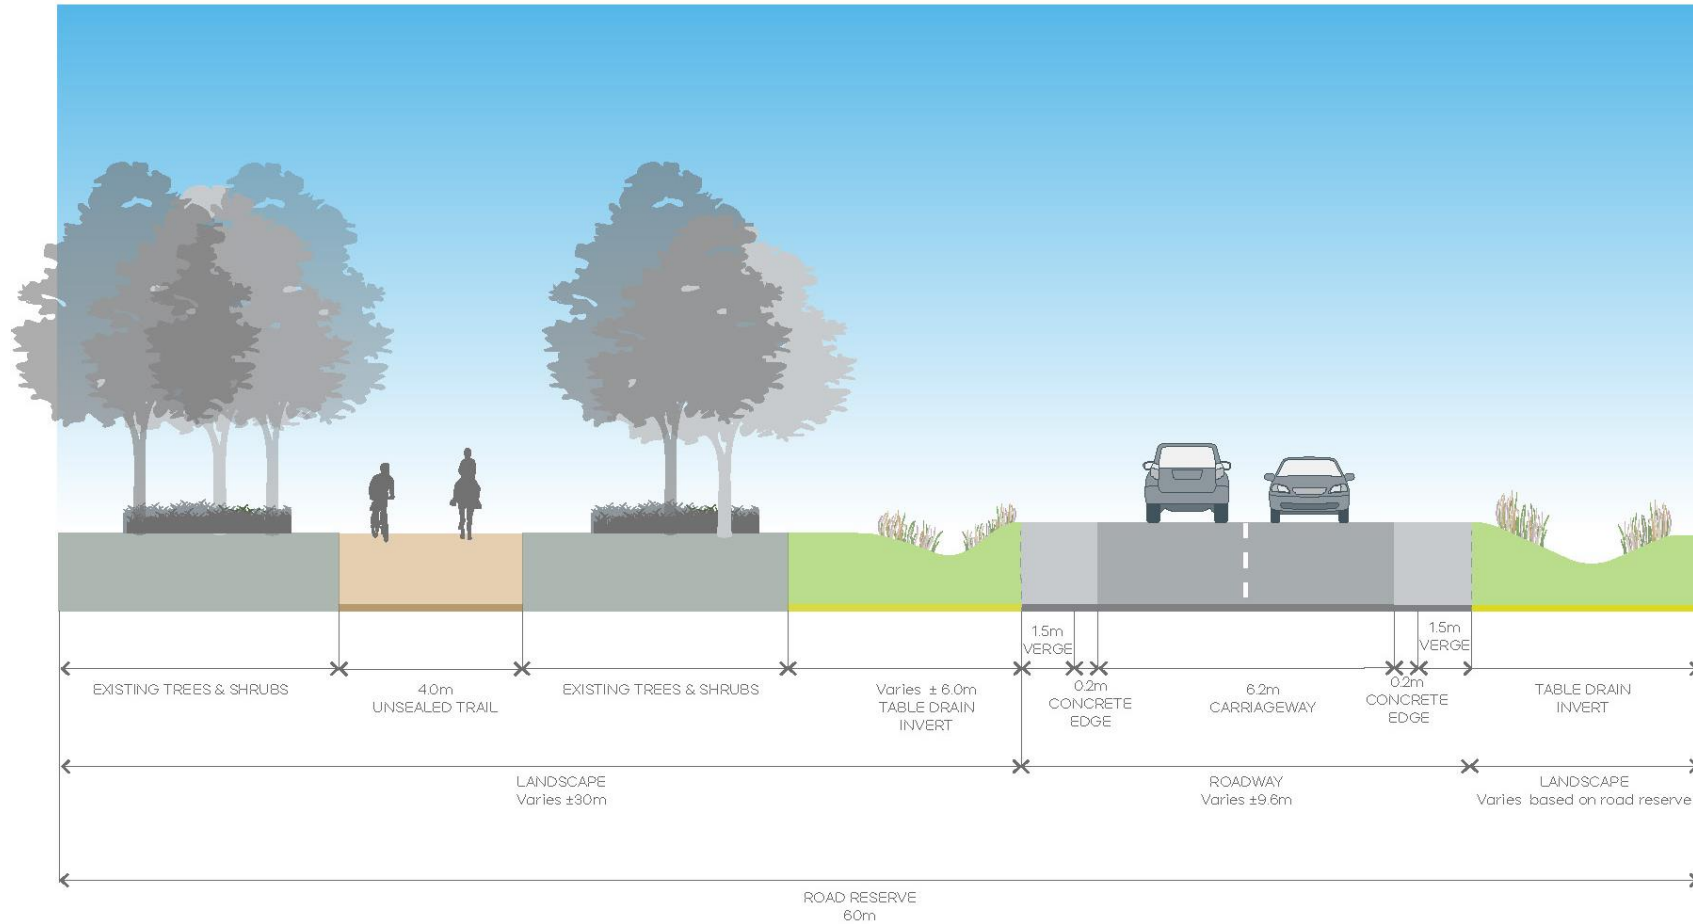 1.5m
VERGE
1.5m
VERGE
EXISTING TREES & SHRUBS
4.0m
UNSEALED TRAIL
EXISTING TREES & SHRUBS
Varies ± 6.0m
TABLE DRAIN
INVERT
0.2m
CONCRETE
EDGE
6.2m
CARRIAGEWAY
0.2m
CONCRETE
EDGE
TABLE DRAIN
INVERT
LANDSCAPE
Varies ±30m
ROADWAY
Varies ±9.6m
LANDSCAPE
Varies based on road reserve
ROAD RESERVE
60m